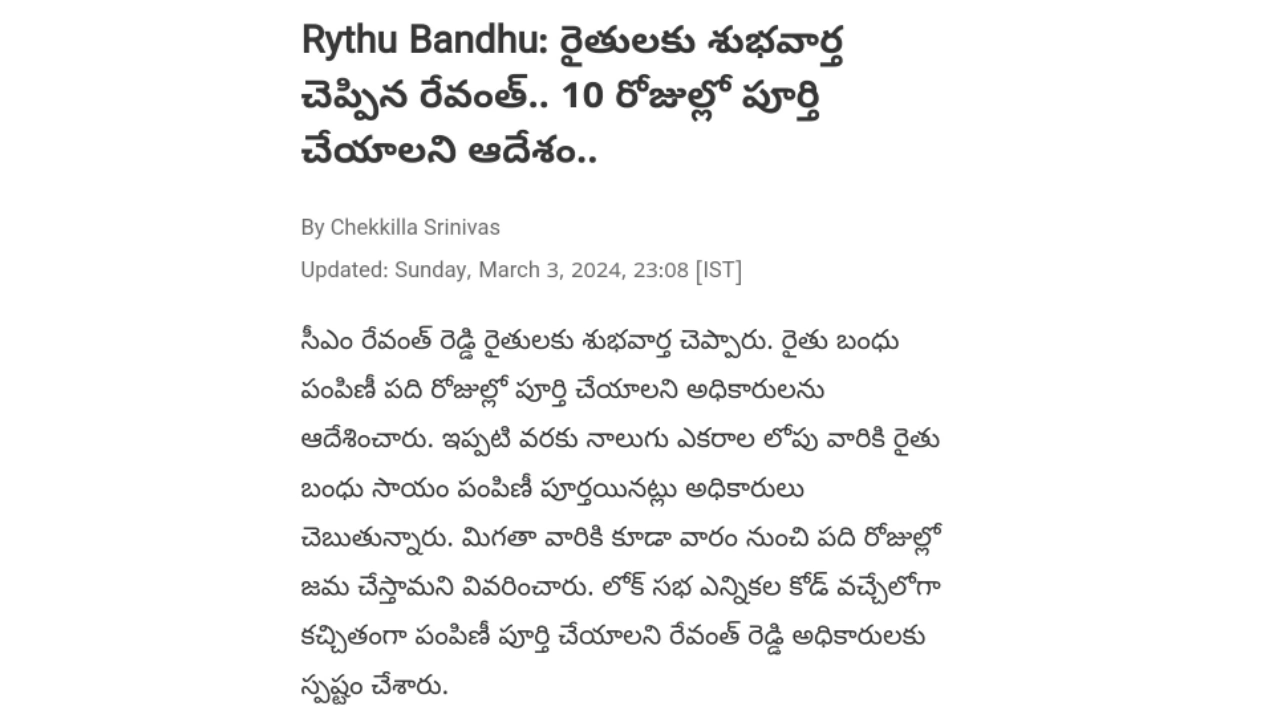 Rythu Bandhu: రైతులకు శుభవార్త
చెప్పిన రేవంత్.. 10 రోజుల్లో పూర్తి
చేయాలని ఆదేశం..
By Chekkilla Srinivas
Updated: Sunday, March 3, 2024, 23:08 [IST]
సీఎం రేవంత్ రెడ్డి రైతులకు శుభవార్త చెప్పారు. రైతు బంధు
పంపిణీ పది రోజుల్లో పూర్తి చేయాలని అధికారులను
ఆదేశించారు. ఇప్పటి వరకు నాలుగు ఎకరాల లోపు వారికి రైతు
బంధు సాయం పంపిణీ పూర్తయినట్లు అధికారులు
చెబుతున్నారు. మిగతా వారికి కూడా వారం నుంచి పది రోజుల్లో
జమ చేస్తామని వివరించారు. లోక్ సభ ఎన్నికల కోడ్ వచ్చేలోగా
కచ్చితంగా పంపిణీ పూర్తి చేయాలని రేవంత్ రెడ్డి అధికారులకు
స్పష్టం చేశారు.